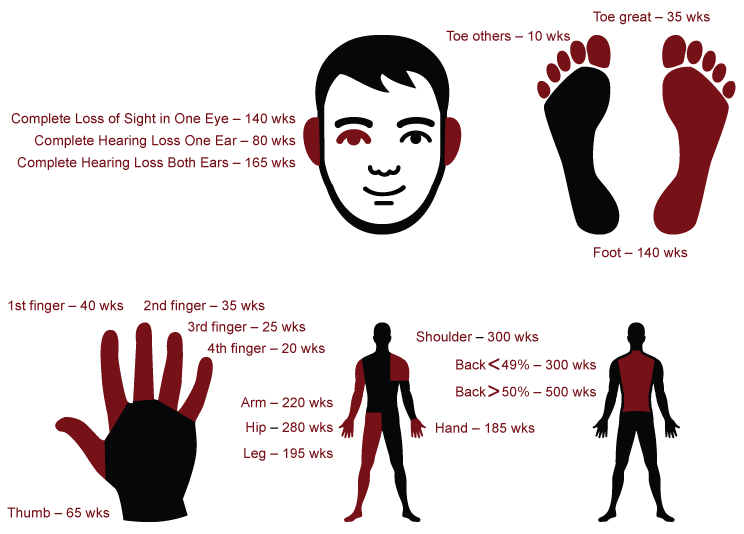 Toe great – 35 wks
Toe others – 10 wks
Complete Loss of Sight in One Eye – 140 wks
Complete Hearing Loss One Ear – 80 wks
Complete Hearing Loss Both Ears – 165 wks
Foot – 140 wks
1st finger – 40 wks
2nd finger – 35 wks
3rd finger – 25 wks
4th finger – 20 wks
Thumb – 65 wks
Shoulder – 300 wks
Arm – 220 wks
Hip – 280 wks
Leg – 195 wks
Hand – 185 wks
Back < 49% – 300 wks
Back > 50% – 500 wks